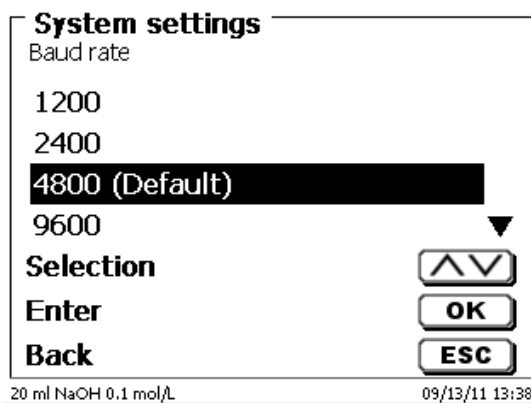 System settings
Baud rate
1200
2400
4800 (Default)
9600
Selection
Enter OK
Back ESC
20 ml NaOH 0.1 mol/L 09/13/11 13:38